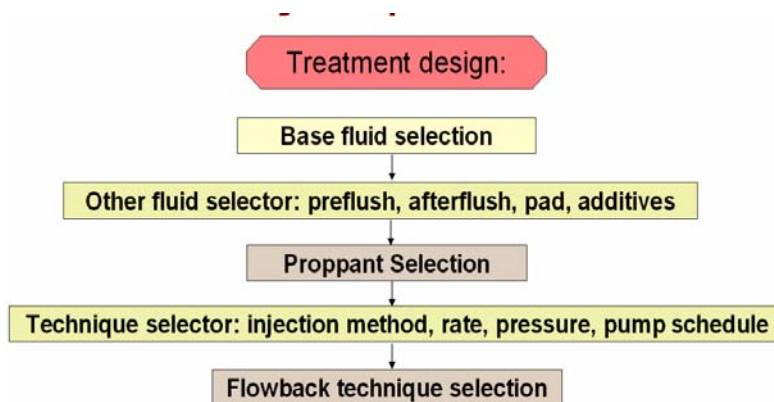 Treatment design:
Base fluid selection
Other fluid selector: preflush, afterflush, pad, additives
Proppant Selection
Technique selector: injection method, rate, pressure, pump schedule
Flowback technique selection